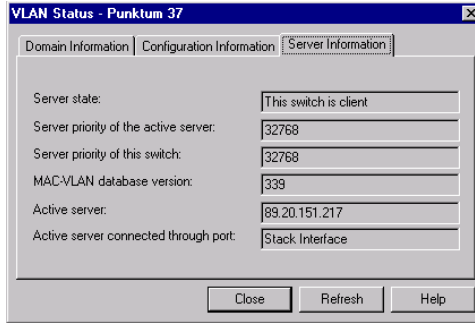 VLAN Status - Punktum 37
Domain Information Configuration Information Server Information
Server state: This switch is client
Server priority of the active server: 32768
Server priority of this switch: 32768
MAC-VLAN database version: 339
Active server: 89.20.151.217
Active server connected through port: Stack Interface
Close Refresh Help